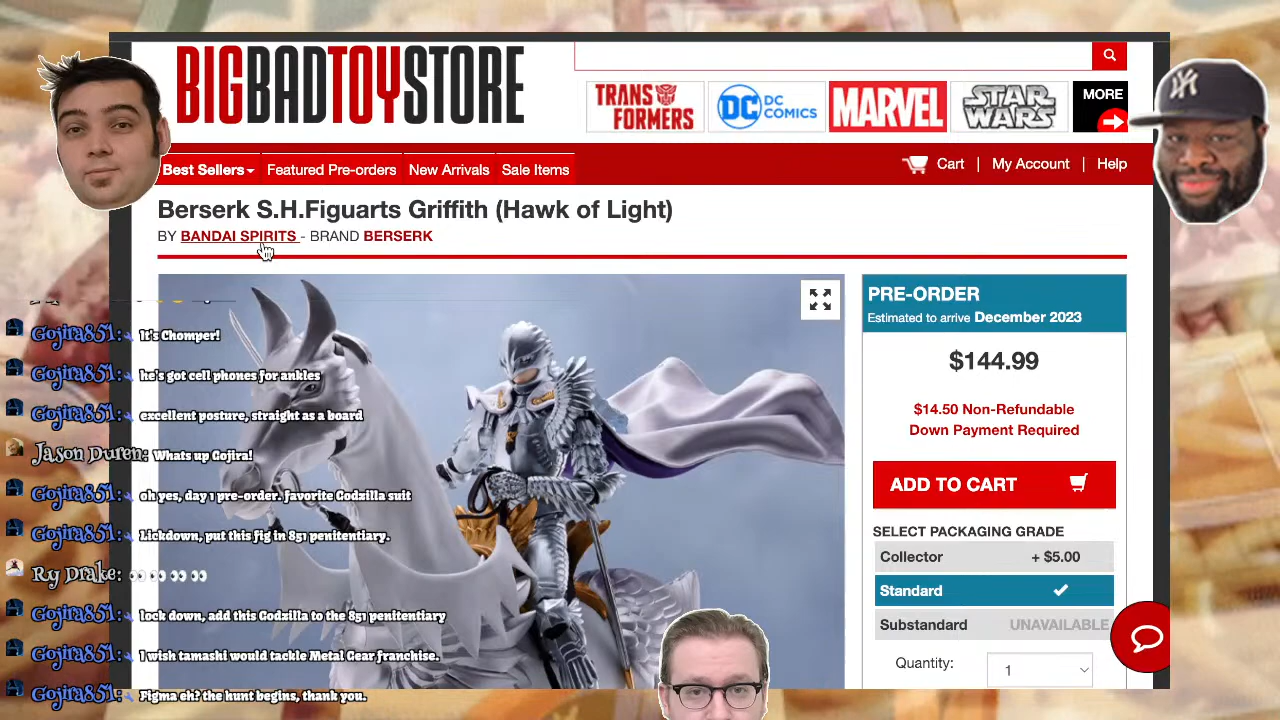 BIGBADTOYSTORE
TRANS
FORMERS
DC
DC
COMICS
MARVEL
STAR
WARS
MORE
Best Sellers
Featured Pre-orders
New Arrivals
Sale Items
Cart | My Account | Help
Berserk S.H.Figuarts Griffith (Hawk of Light)
BY BANDAI SPIRITS - BRAND BERSERK
PRE-ORDER
Estimated to arrive December 2023
$144.99
$14.50 Non-Refundable
Down Payment Required
ADD TO CART
SELECT PACKAGING GRADE
Collector + $5.00
Standard
Substandard UNAVAILABLE
Quantity: 1
Gojira851: It's Chomper!
Gojira851: he's got cell phones for ankles
Gojira851: excellent posture, straight as a board
Jason Duren: Whats up Gojira!
Gojira851: oh yes, day 1 pre-order. favorite Godzilla suit
Gojira851: Lickdown, put this fig in 851 penitentiary.
Ry Drake: 👀👀👀👀
Gojira851: lock down, add this Godzilla to the 851 penitentiary
Gojira851: I wish tamashi would tackle Metal Gear franchise.
Gojira851: Figma eh? the hunt begins, thank you.